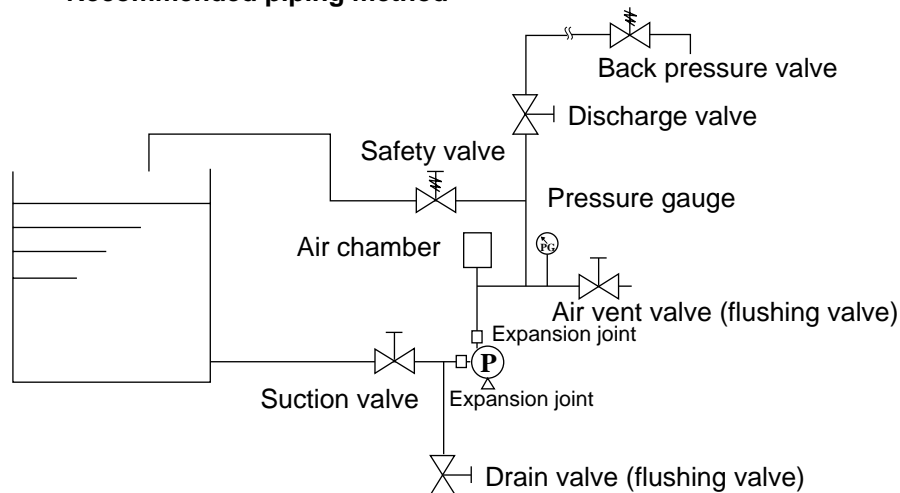 Recommended piping method
Back pressure valve
Discharge valve
Safety valve
Pressure gauge
Air chamber
PG
Air vent valve (flushing valve)
Expansion joint
P
Suction valve
Expansion joint
Drain valve (flushing valve)